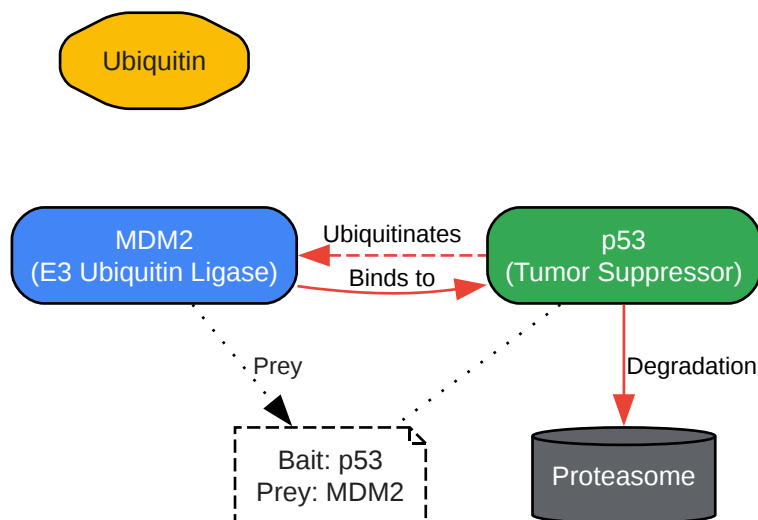 Ubiquitin
MDM2
(E3 Ubiquitin Ligase)
Ubiquitinates
Binds to
p53
(Tumor Suppressor)
Prey
Degradation
Bait: p53
Prey: MDM2
Proteasome